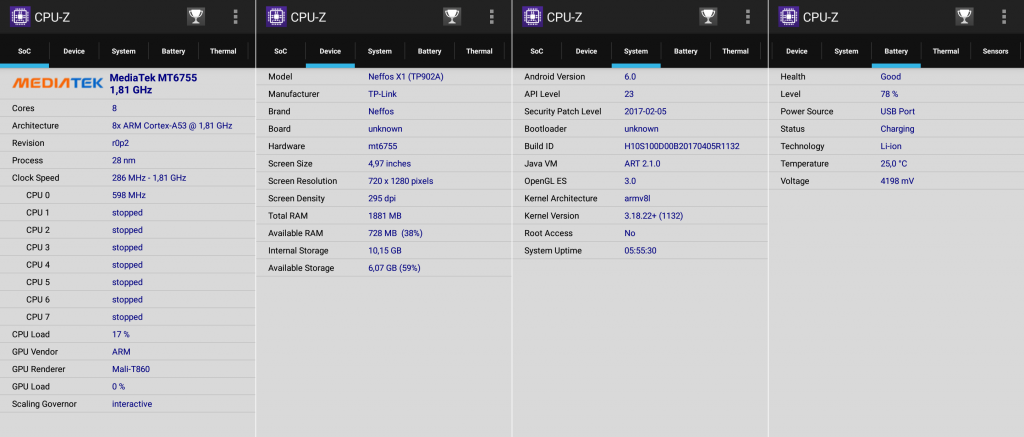 CPU-Z
SoC Device System Battery Thermal
MEDIATEK MediaTek MT6755
1,81 GHz
Cores 8
Architecture 8x ARM Cortex-A53 @ 1,81 GHz
Revision r0p2
Process 28 nm
Clock Speed 286 MHz - 1,81 GHz
CPU 0 598 MHz
CPU 1 stopped
CPU 2 stopped
CPU 3 stopped
CPU 4 stopped
CPU 5 stopped
CPU 6 stopped
CPU 7 stopped
CPU Load 17 %
GPU Vendor ARM
GPU Renderer Mali-T860
GPU Load 0 %
Scaling Governor interactive
CPU-Z
SoC Device System Battery Thermal
Model Neffos X1 (TP902A)
Manufacturer TP-Link
Brand Neffos
Board unknown
Hardware mt6755
Screen Size 4,97 inches
Screen Resolution 720 x 1280 pixels
Screen Density 295 dpi
Total RAM 1881 MB
Available RAM 728 MB (38%)
Internal Storage 10,15 GB
Available Storage 6,07 GB (59%)
CPU-Z
SoC Device System Battery Thermal
Android Version 6.0
API Level 23
Security Patch Level 2017-02-05
Bootloader unknown
Build ID H10S100D00B20170405R1132
Java VM ART 2.1.0
OpenGL ES 3.0
Kernel Architecture armv8l
Kernel Version 3.18.22+ (1132)
Root Access No
System Uptime 05:55:30
CPU-Z
Device System Battery Thermal Sensors
Health Good
Level 78 %
Power Source USB Port
Status Charging
Technology Li-ion
Temperature 25,0 °C
Voltage 4198 mV